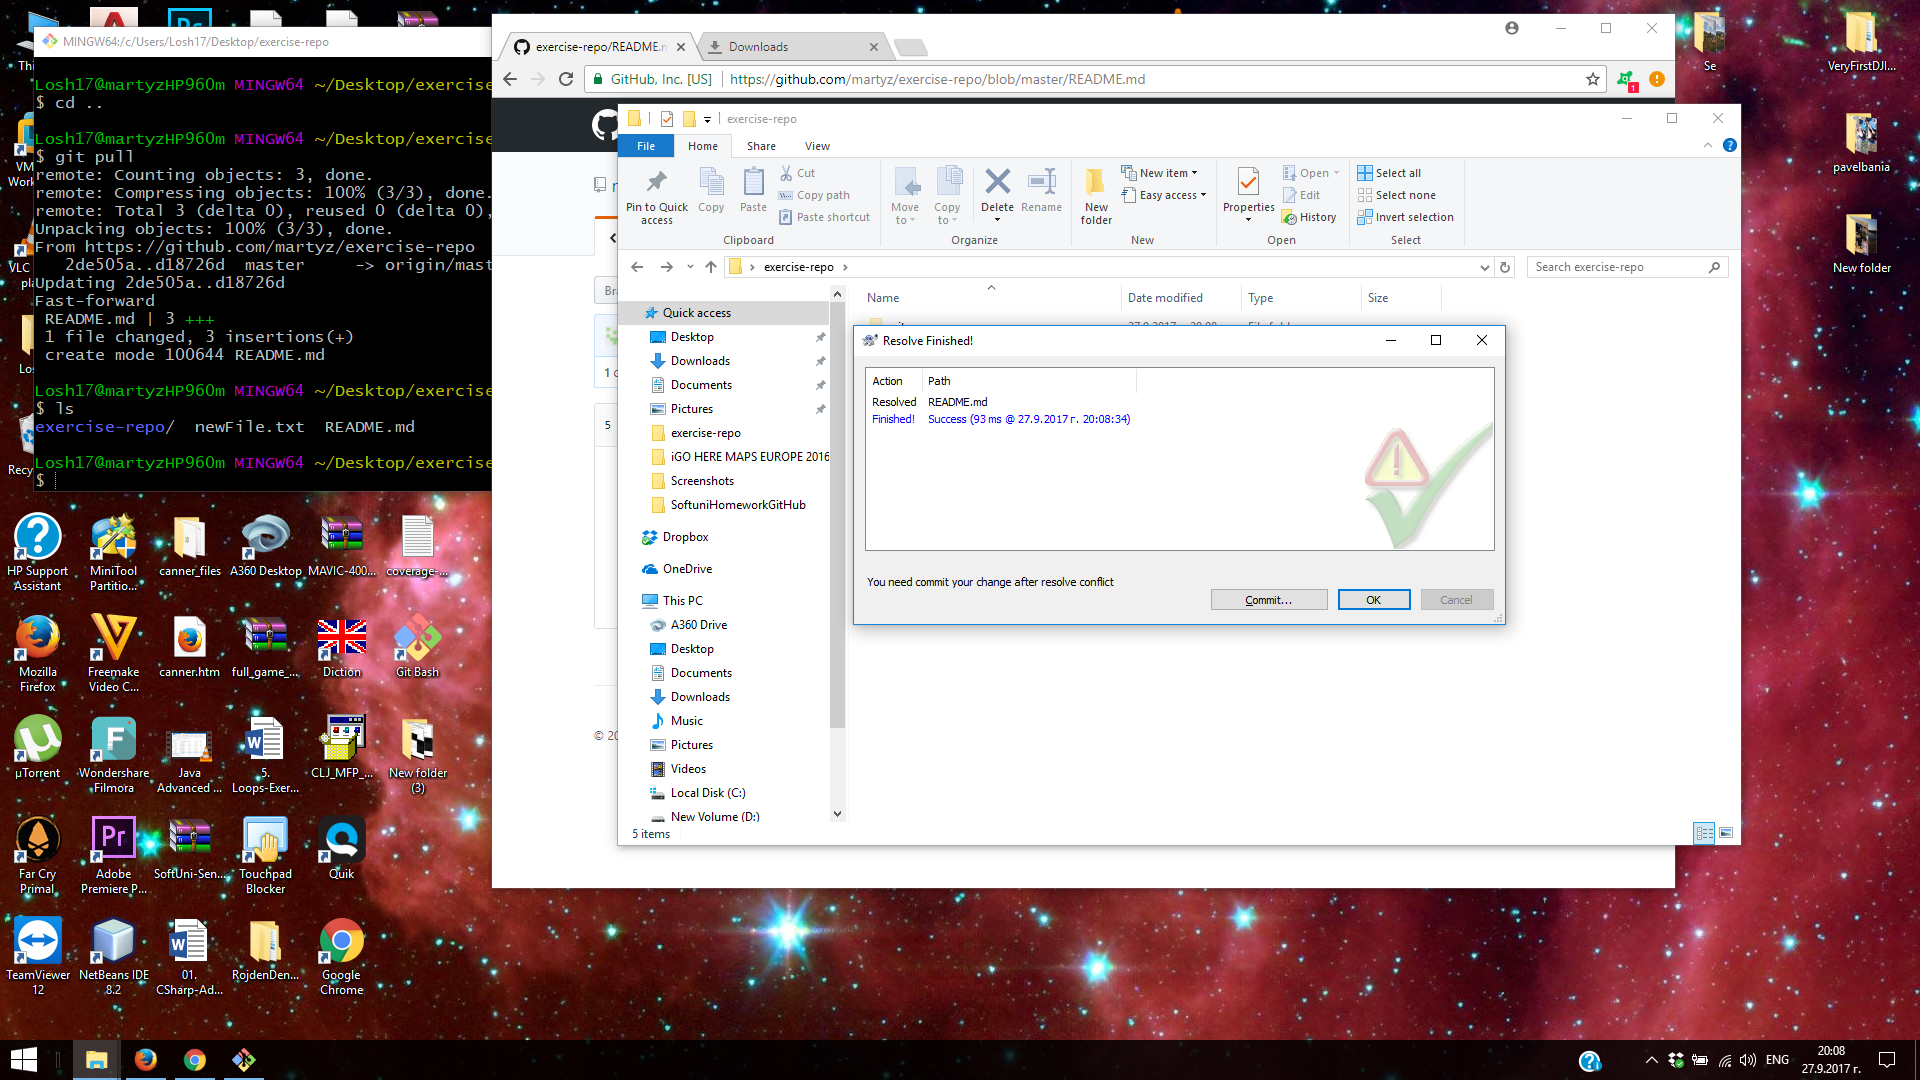 MINGW64:/c/Users/Losh17/Desktop/exercise-repo
Losh17@martyzHP960m MINGW64 ~/Desktop/exercise
$ cd ..
Losh17@martyzHP960m MINGW64 ~/Desktop/exercise
$ git pull
remote: Counting objects: 3, done.
remote: Compressing objects: 100% (3/3), done.
remote: Total 3 (delta 0), reused 0 (delta 0),
Unpacking objects: 100% (3/3), done.
From https://github.com/martyz/exercise-repo
2de505a..d18726d  master     -> origin/mast
Updating 2de505a..d18726d
Fast-forward
README.md | 3 +++
1 file changed, 3 insertions(+)
create mode 100644 README.md
Losh17@martyzHP960m MINGW64 ~/Desktop/exercise
$ ls
exercise-repo/  newFile.txt  README.md
Losh17@martyzHP960m MINGW64 ~/Desktop/exercise
$
exercise-repo/README.m
Downloads
GitHub, Inc. [US]
https://github.com/martyz/exercise-repo/blob/master/README.md
1
exercise-repo
File
Home
Share
View
Pin to Quick access
Copy
Paste
Cut
Copy path
Paste shortcut
Clipboard
Move to
Copy to
Delete
Rename
Organize
New folder
New item
Easy access
New
Properties
Open
Edit
History
Open
Select all
Select none
Invert selection
Select
exercise-repo
Search exercise-repo
Name
Date modified
Type
Size
Quick access
Desktop
Downloads
Documents
Pictures
exercise-repo
iGO HERE MAPS EUROPE 2016
Screenshots
SoftuniHomeworkGitHub
Dropbox
OneDrive
This PC
A360 Drive
Desktop
Documents
Downloads
Music
Pictures
Videos
Local Disk (C:)
New Volume (D:)
5 items
Resolve Finished!
Action
Path
Resolved
README.md
Finished!
Success (93 ms @ 27.9.2017 г. 20:08:34)
You need commit your change after resolve conflict
Commit...
OK
Cancel
Br
1 c
5
© 20
Thi
VM
Work
VLC
pla
Los
Recy
HP Support Assistant
MiniTool Partitio...
canner_files
A360 Desktop
MAVIC-400...
coverage-...
Mozilla Firefox
Freemake Video C...
canner.htm
full_game_...
Diction
Git Bash
µTorrent
Wondershare Filmora
Java Advanced ...
5. Loops-Exer...
CLJ_MFP_...
New folder (3)
Far Cry Primal
Adobe Premiere P...
SoftUni-Sen...
Touchpad Blocker
Quik
TeamViewer 12
NetBeans IDE 8.2
01. CSharp-Ad...
RojdenDen...
Google Chrome
Se
VeryFirstDJI...
pavelbania
New folder
ENG
20:08
27.9.2017 г.